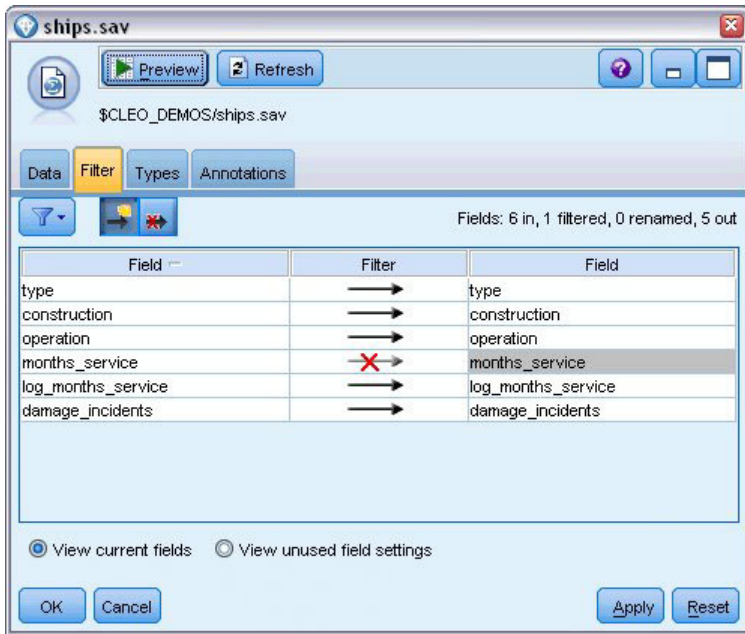 ships.sav
Preview Refresh
$CLEO_DEMOS/ships.sav
Data Filter Types Annotations
Fields: 6 in, 1 filtered, 0 renamed, 5 out
Field Filter Field
type type
construction construction
operation operation
months_service months_service
log_months_service log_months_service
damage_incidents damage_incidents
View current fields View unused field settings
OK Cancel Apply Reset